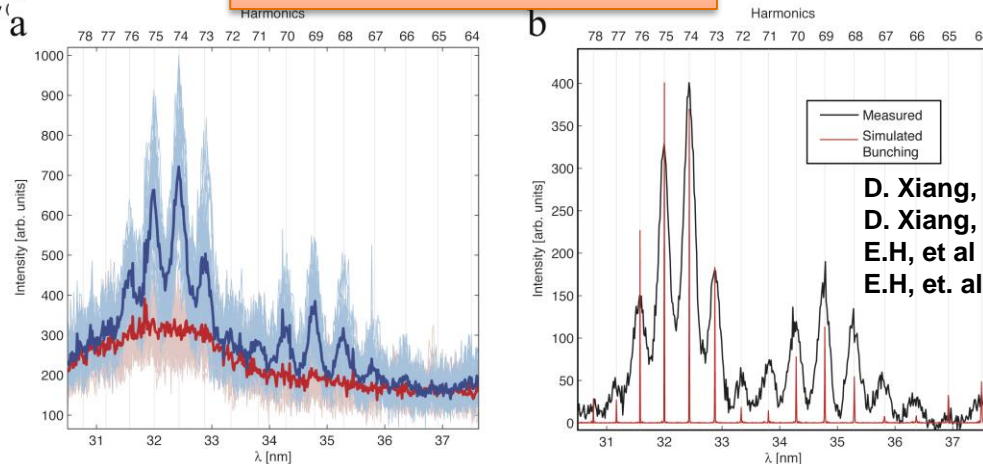 a
Harmonics
78 77 76 75 74 73 72 71 70 69 68 67 66 65 64
1000
900
800
700
600
500
400
300
200
100
Intensity [arb. units]
31 32 33 34 35 36 37
λ [nm]
b
Harmonics
78 77 76 75 74 73 72 71 70 69 68 67 66 65
400
350
300
250
200
150
100
50
0
Intensity [arb. units]
31 32 33 34 35 36 37
λ [nm]
Measured
Simulated
Bunching
D. Xiang,
D. Xiang,
E.H, et al
E.H, et. al